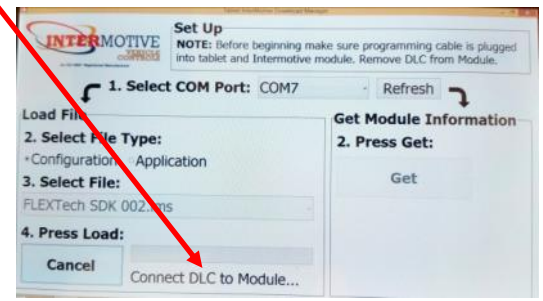 INTERMOTIVE
VEHICLE
CONTROLS
Set Up
NOTE: Before beginning make sure programming cable is plugged
into tablet and Intermotive module. Remove DLC from Module.
1. Select COM Port: COM7
Refresh
Load File
2. Select File Type:
Configuration Application
3. Select File:
FLEXTech SDK 002.ims
4. Press Load:
Cancel
Connect DLC to Module...
Get Module Information
2. Press Get:
Get